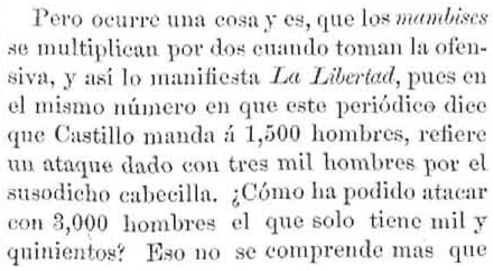 Pero ocurre una cosa y es, que los mambises
se multiplican por dos cuando toman la ofen-
siva, y así lo manifiesta La Libertad, pues en
el mismo número en que este periódico dice
que Castillo manda á 1,500 hombres, refiere
un ataque dado con tres mil hombres por el
susodicho cabecilla. ¿Cómo ha podido atacar
con 3,000 hombres el que solo tiene mil y
quinientos? Eso no se comprende mas que